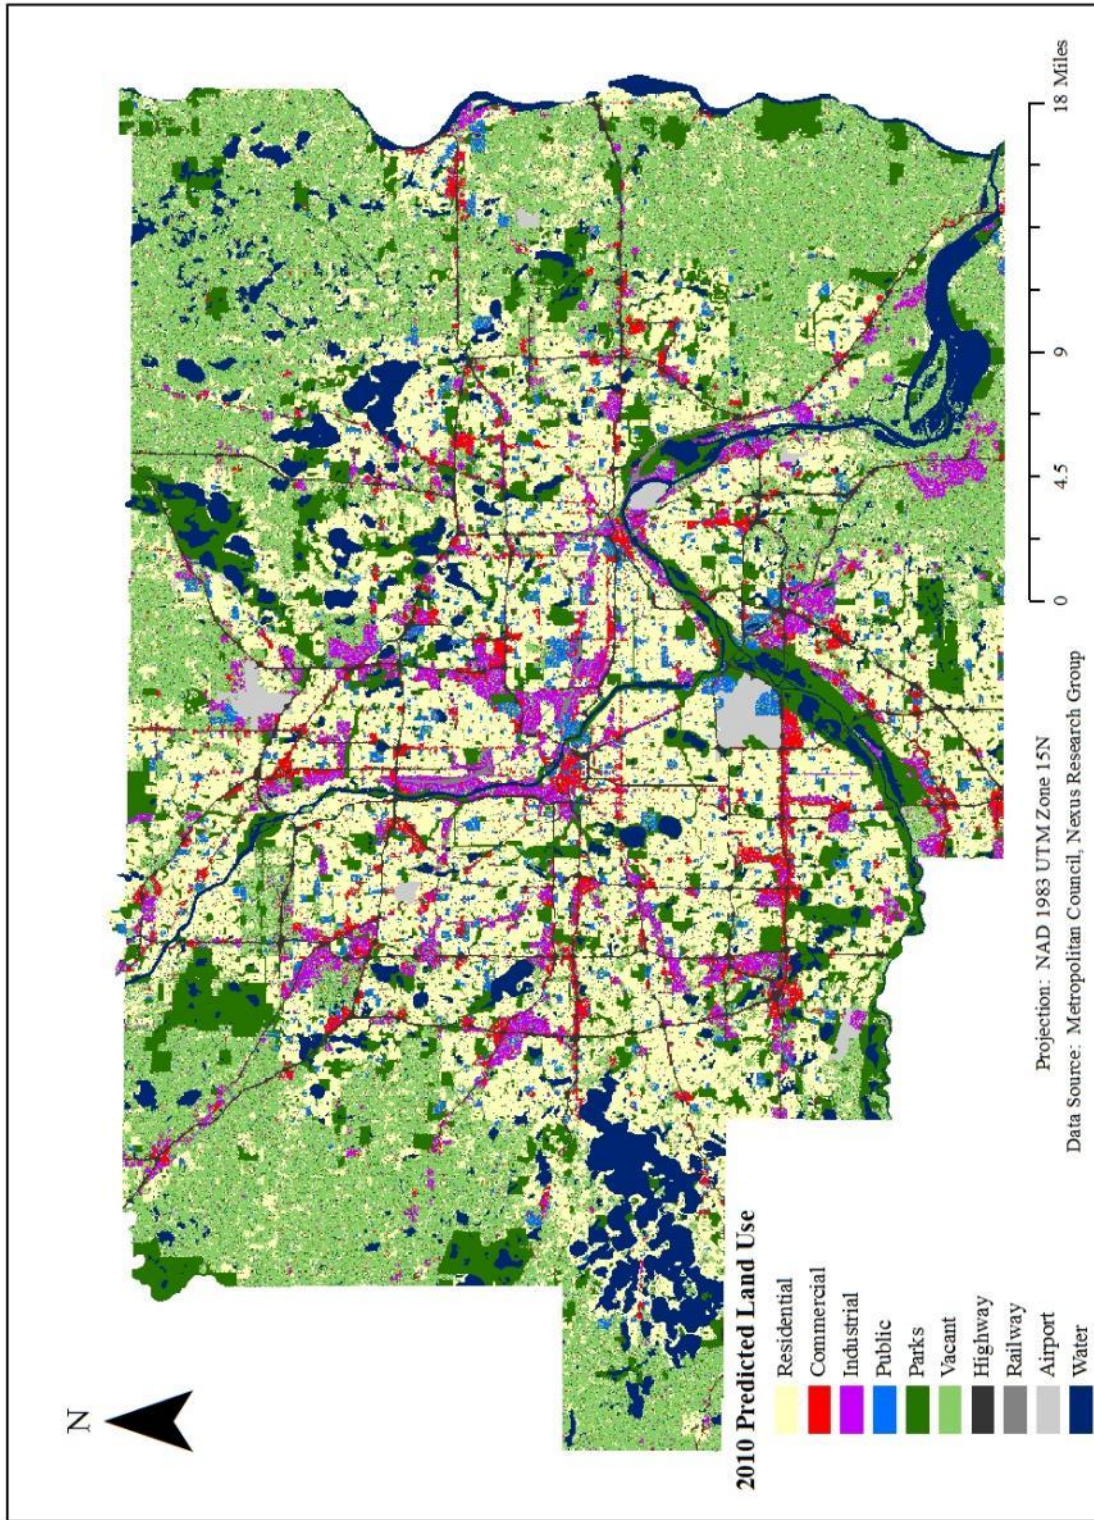 N
2010 Predicted Land Use
Residential
Commercial
Industrial
Public
Parks
Vacant
Highway
Railway
Airport
Water
0 4.5 9 18 Miles
Projection: NAD 1983 UTM Zone 15N
Data Source: Metropolitan Council, Nexus Research Group